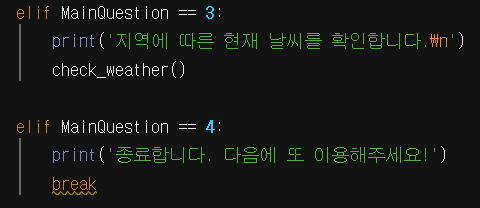 elif MainQuestion == 3:
print('지역에 따른 현재 날씨를 확인합니다.₩n')
check_weather()
elif MainQuestion == 4:
print('종료합니다. 다음에 또 이용해주세요!')
break